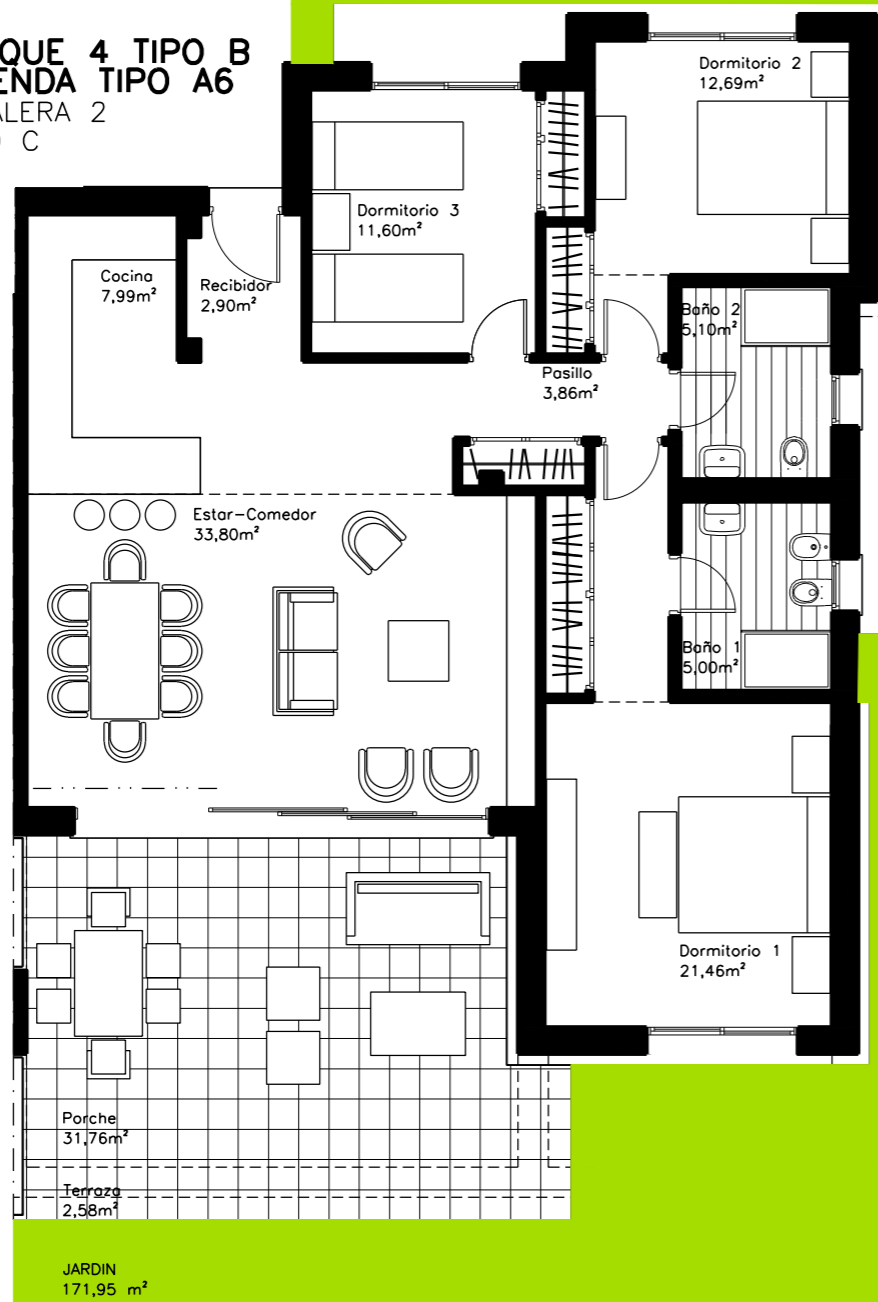 QUE 4 TIPO B
ENDA TIPO A6
ALERA 2
C
Dormitorio 2
12,69m²
Dormitorio 3
11,60m²
Cocina
7,99m²
Recibidor
2,90m²
Baño 2
5,10m²
Pasillo
3,86m²
Estar-Comedor
33,80m²
Baño 1
5,00m²
Dormitorio 1
21,46m²
Porche
31,76m²
Terraza
2,58m²
JARDIN
171,95 m²